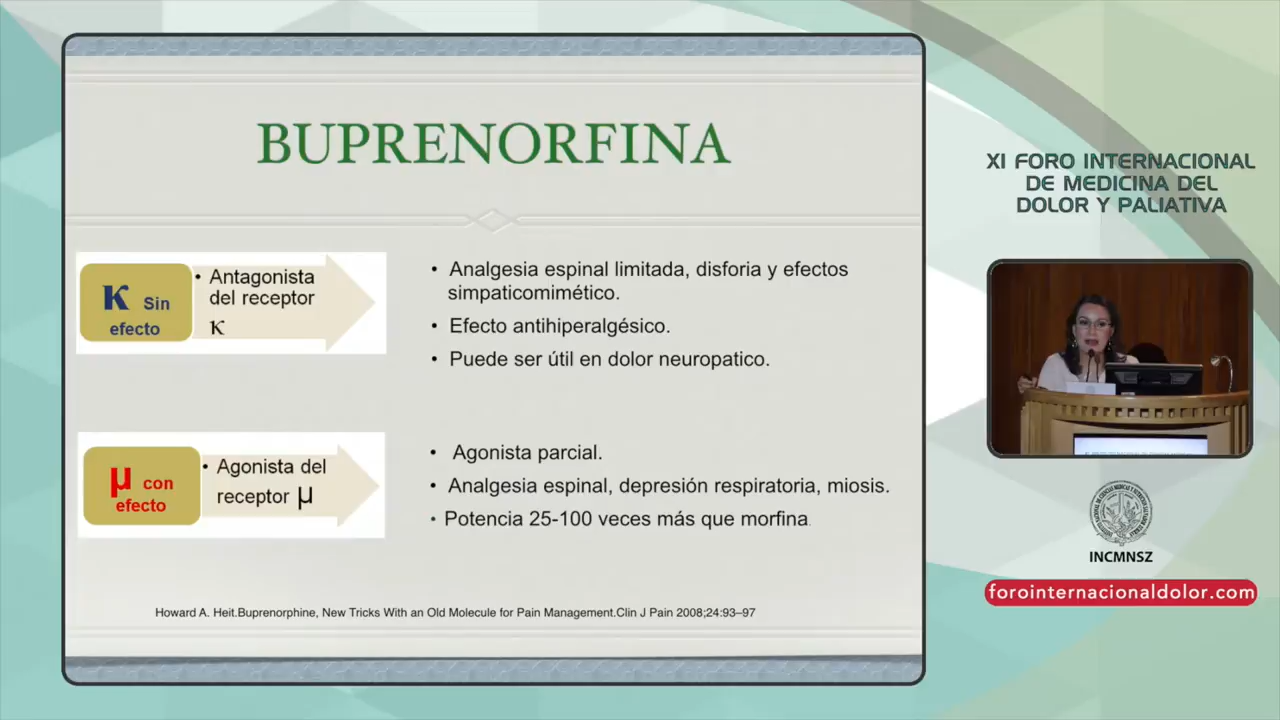 BUPRENORFINA
κ Sin
efecto
• Antagonista
del receptor
κ
• Analgesia espinal limitada, disforia y efectos
simpaticomimético.
• Efecto antihiperalgésico.
• Puede ser útil en dolor neuropatico.
μ con
efecto
• Agonista del
receptor μ
• Agonista parcial.
• Analgesia espinal, depresión respiratoria, miosis.
• Potencia 25-100 veces más que morfina.
Howard A. Heit.Buprenorphine, New Tricks With an Old Molecule for Pain Management.Clin J Pain 2008;24:93–97
XI FORO INTERNACIONAL
DE MEDICINA DEL
DOLOR Y PALIATIVA
INCMNSZ
forointernacionaldolor.com